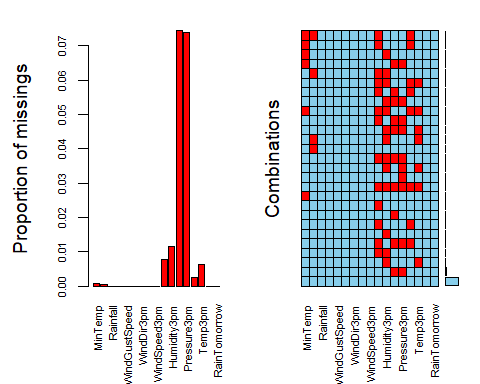 Proportion of missings
0.00
0.01
0.02
0.03
0.04
0.05
0.06
0.07
MinTemp
Rainfall
WindGustSpeed
WindDir3pm
WindSpeed3pm
Humidity3pm
Pressure3pm
Temp3pm
RainTomorrow
Combinations
MinTemp
Rainfall
WindGustSpeed
WindDir3pm
WindSpeed3pm
Humidity3pm
Pressure3pm
Temp3pm
RainTomorrow